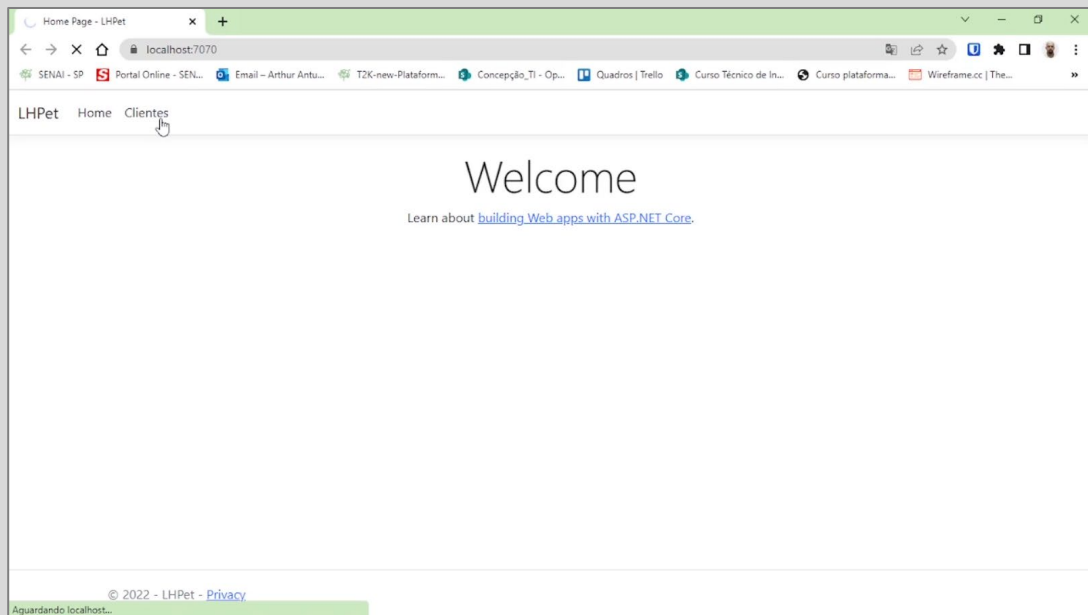 Home Page - LHPet
localhost:7070
SENAI - SP Portal Online - SEN... Email – Arthur Antu... T2K-new-Plataform... Concepção_TI - Op... Quadros | Trello Curso Técnico de In... Curso plataforma... Wireframe.cc | The... »
LHPet Home Clientes
Welcome
Learn about building Web apps with ASP.NET Core.
© 2022 - LHPet - Privacy
Aguardando localhost...